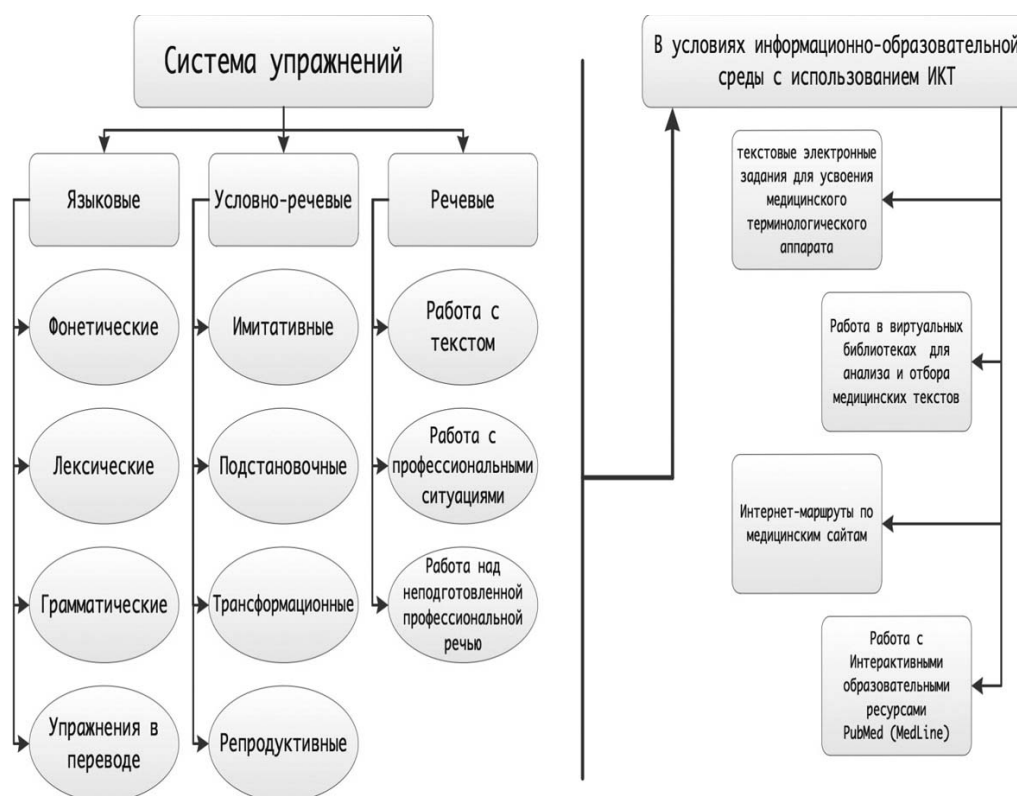 Система упражнений
Языковые
Фонетические
Лексические
Грамматические
Упражнения в
переводе
Условно-речевые
Имитативные
Подстановочные
Трансформационные
Репродуктивные
Речевые
Работа с
текстом
Работа с
профессиональными
ситуациями
Работа над
неподготовленной
профессиональной
речью
В условиях информационно-образовательной
среды с использованием ИКТ
текстовые электронные
задания для усвоения
медицинского
терминологического
аппарата
Работа в виртуальных
библиотеках для
анализа и отбора
медицинских текстов
Интернет-маршруты по
медицинским сайтам
Работа с
Интерактивными
образовательными
ресурсами
PubMed (MedLine)